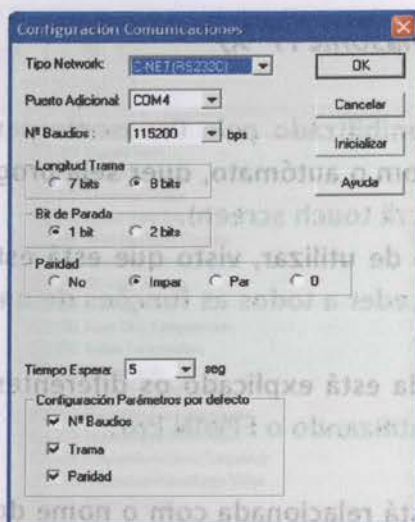 Configuración Comunicaciones
Tipo Network: C-NET(RS232C) OK
Puerto Adicional: COM4 Cancelar
Nº Baudios: 115200 bps Inicializar
Longitud Trama
7 bits 8 bits Ayuda
Bit de Parada
1 bit 2 bits
Paridad
No Impar Par 0
Tiempo Espera: 5 seg
Configuración Parámetros por defecto
Nº Baudios
Trama
Paridad